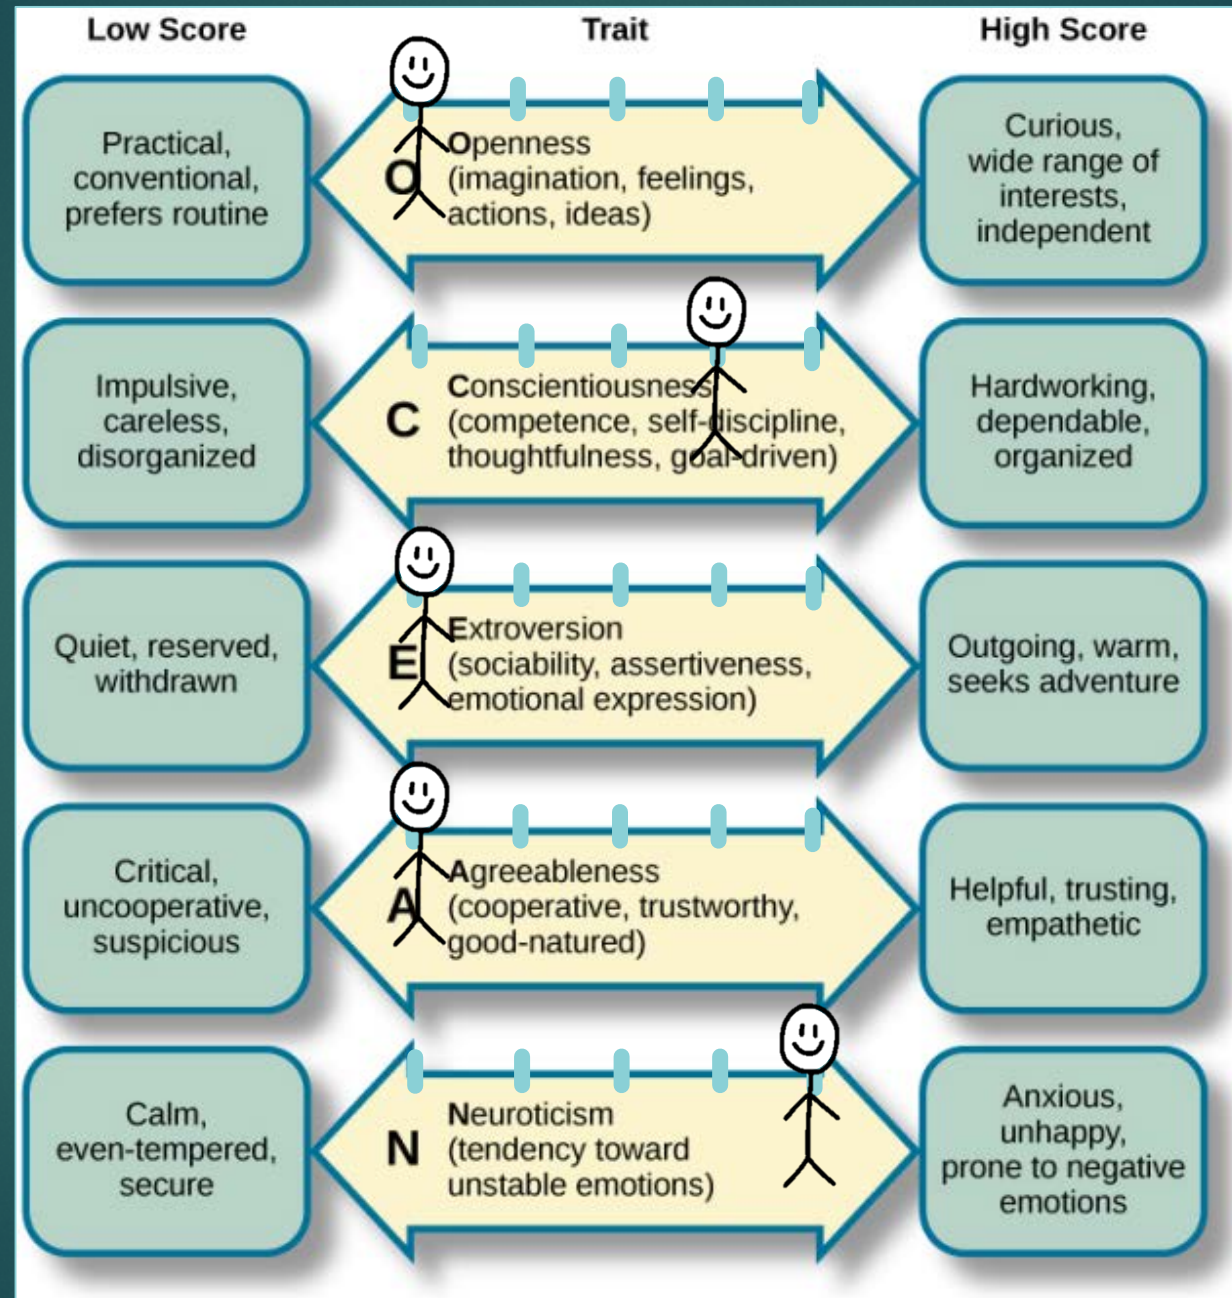 Low Score
Trait
High Score
Practical,
conventional,
prefers routine
O
Openness
(imagination, feelings,
actions, ideas)
Curious,
wide range of
interests,
independent
Impulsive,
careless,
disorganized
C
Conscientiousness
(competence, self-discipline,
thoughtfulness, goal-driven)
Hardworking,
dependable,
organized
Quiet, reserved,
withdrawn
E
Extroversion
(sociability, assertiveness,
emotional expression)
Outgoing, warm,
seeks adventure
Critical,
uncooperative,
suspicious
A
Agreeableness
(cooperative, trustworthy,
good-natured)
Helpful, trusting,
empathetic
Calm,
even-tempered,
secure
N
Neuroticism
(tendency toward
unstable emotions)
Anxious,
unhappy,
prone to negative
emotions